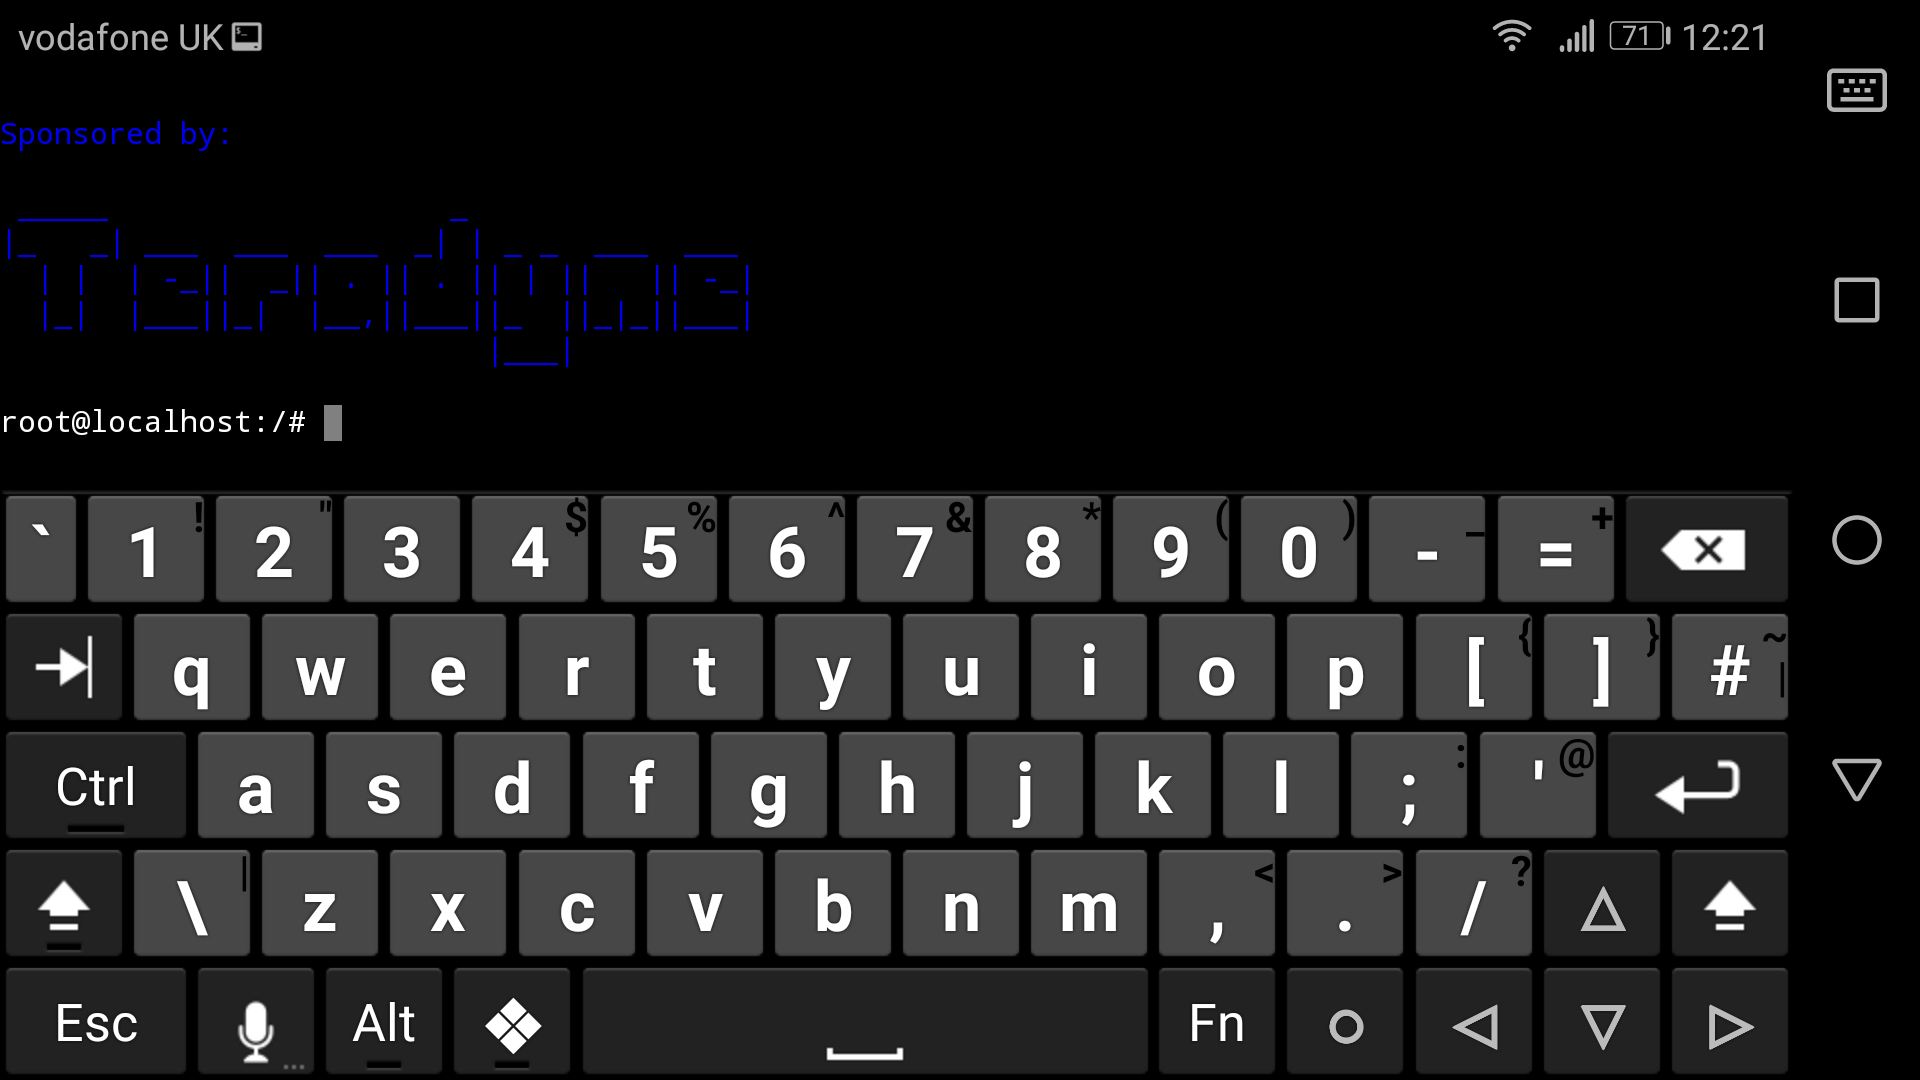 vodafone UK 71 12:21
Sponsored by:
Teradyne
root@localhost:/#
` 1 ! 2 " 3 4 $ 5 % 6 ^ 7 & 8 * 9 ( 0 ) - _ = +
q w e r t y u i o p [ { ] } # ~ |
Ctrl a s d f g h j k l ; : ' @
\ | z x c v b n m , < . > / ?
Esc ... Alt Fn